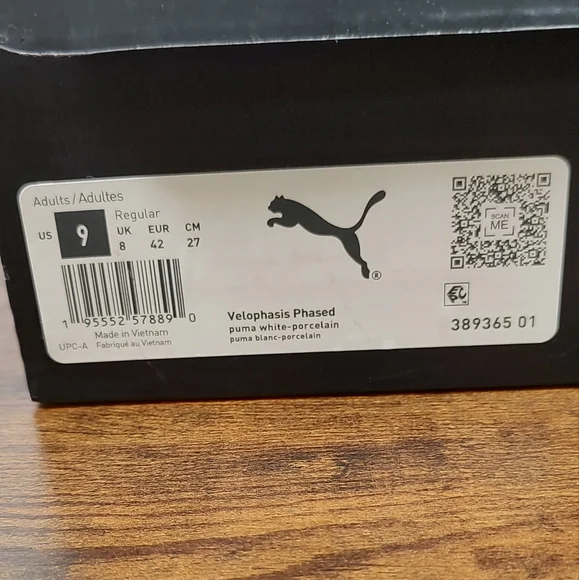 Adults / Adultes
Regular
US 9 UK EUR CM
8 42 27
1 95552 57889 0
Made in Vietnam
UPC-A Fabriqué au Vietnam
®
Velophasis Phased
puma white-porcelain
puma blanc-porcelain
SCAN
ME
389365 01